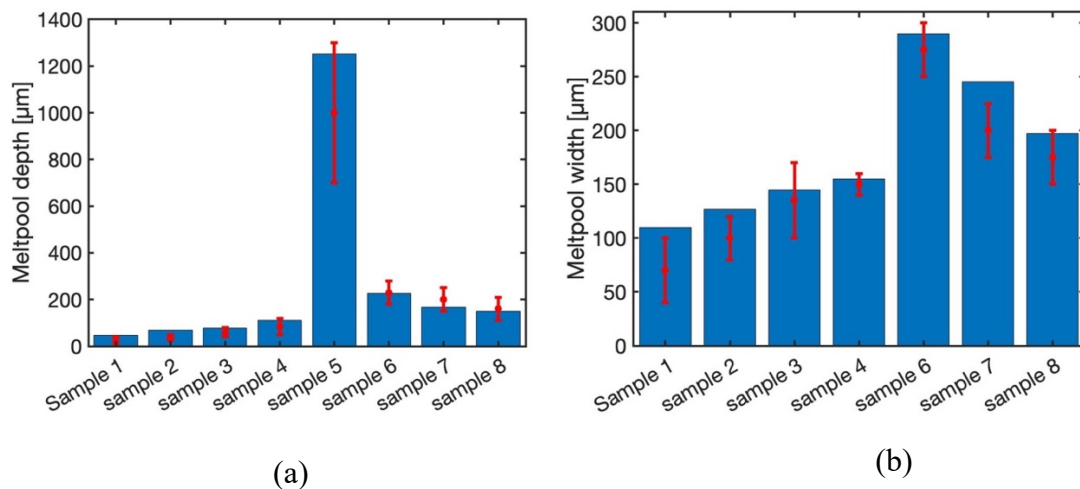 Meltpool depth [µm]
1400
1200
1000
800
600
400
200
0
Sample 1
sample 2
sample 3
sample 4
sample 5
sample 6
sample 7
sample 8
(a)
Meltpool width [µm]
300
250
200
150
100
50
0
Sample 1
sample 2
sample 3
sample 4
sample 6
sample 7
sample 8
(b)